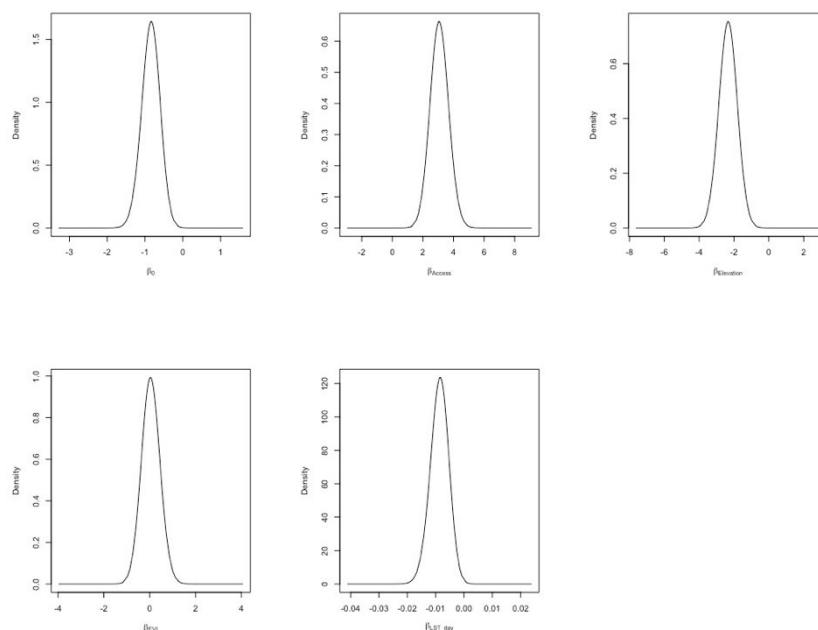 Density
0.0 0.5 1.0 1.5
-3 -2 -1 0 1
β0
Density
0.0 0.1 0.2 0.3 0.4 0.5 0.6
-2 0 2 4 6 8
βAccess
Density
0.0 0.2 0.4 0.6
-8 -6 -4 -2 0 2
βElevation
Density
0.0 0.2 0.4 0.6 0.8 1.0
-4 -2 0 2 4
βEVI
Density
0 20 40 60 80 100 120
-0.04 -0.03 -0.02 -0.01 0.00 0.01 0.02
βLST_day